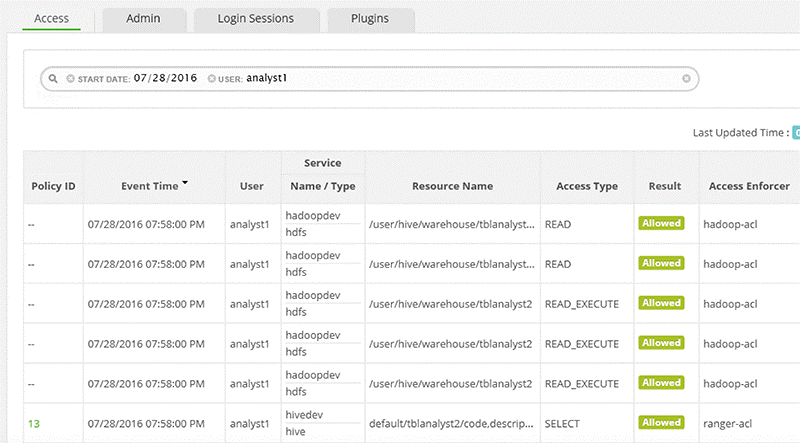 Access Admin Login Sessions Plugins
START DATE: 07/28/2016 USER: analyst1
Last Updated Time :
Service
Policy ID Event Time User Name / Type Resource Name Access Type Result Access Enforcer
hadoopdev
-- 07/28/2016 07:58:00 PM analyst1 /user/hive/warehouse/tblanalyst... READ Allowed hadoop-acl
hdfs
hadoopdev
-- 07/28/2016 07:58:00 PM analyst1 /user/hive/warehouse/tblanalyst... READ Allowed hadoop-acl
hdfs
hadoopdev
-- 07/28/2016 07:58:00 PM analyst1 /user/hive/warehouse/tblanalyst2 READ_EXECUTE Allowed hadoop-acl
hdfs
hadoopdev
-- 07/28/2016 07:58:00 PM analyst1 /user/hive/warehouse/tblanalyst2 READ_EXECUTE Allowed hadoop-acl
hdfs
hadoopdev
-- 07/28/2016 07:58:00 PM analyst1 /user/hive/warehouse/tblanalyst2 READ_EXECUTE Allowed hadoop-acl
hdfs
hivedev
13 07/28/2016 07:58:00 PM analyst1 default/tblanalyst2/code,descrip... SELECT Allowed ranger-acl
hive